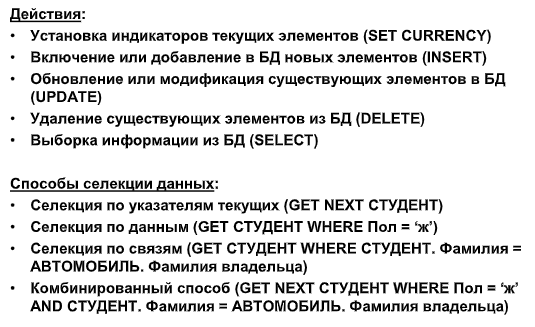 Действия:
• Установка индикаторов текущих элементов (SET CURRENCY)
• Включение или добавление в БД новых элементов (INSERT)
• Обновление или модификация существующих элементов в БД
(UPDATE)
• Удаление существующих элементов из БД (DELETE)
• Выборка информации из БД (SELECT)
Способы селекции данных:
• Селекция по указателям текущих (GET NEXT СТУДЕНТ)
• Селекция по данным (GET СТУДЕНТ WHERE Пол = ‘ж’)
• Селекция по связям (GET СТУДЕНТ WHERE СТУДЕНТ. Фамилия =
АВТОМОБИЛЬ. Фамилия владельца)
• Комбинированный способ (GET NEXT СТУДЕНТ WHERE Пол = ‘ж’
AND СТУДЕНТ. Фамилия = АВТОМОБИЛЬ. Фамилия владельца)